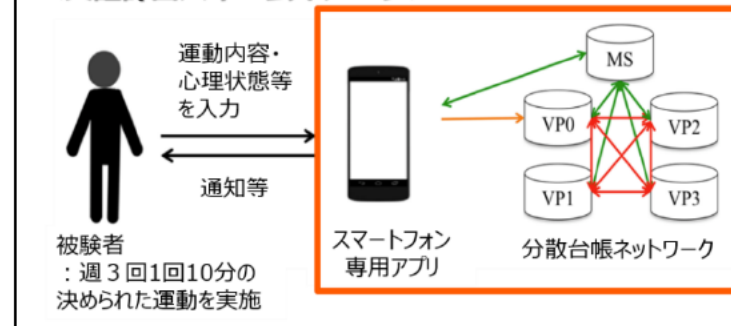 運動内容・
心理状態等
を入力
通知等
被験者
：週３回1回10分の
決められた運動を実施
スマートフォン
専用アプリ
MS
VP0
VP2
VP1
VP3
分散台帳ネットワーク